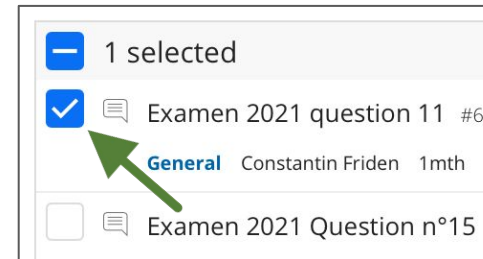 1 selected
Examen 2021 question 11 #6
General Constantin Friden 1mth
Examen 2021 Question n°15